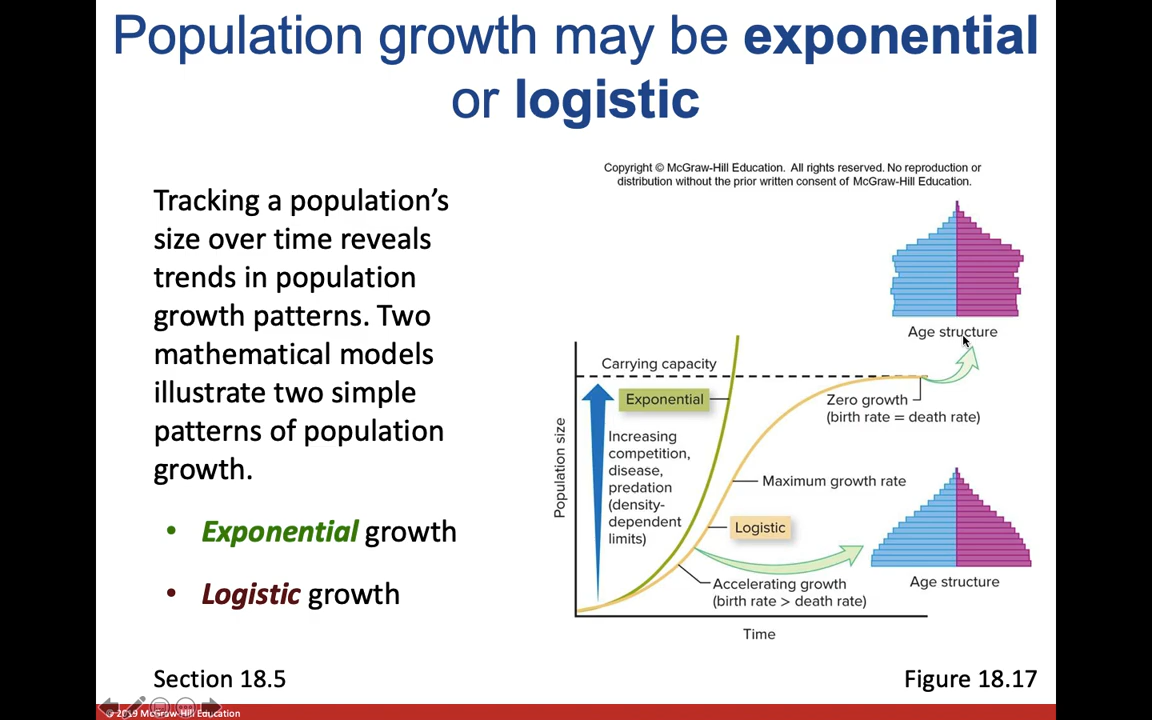 Population growth may be exponential
or logistic
Copyright © McGraw-Hill Education. All rights reserved. No reproduction or
distribution without the prior written consent of McGraw-Hill Education.
Tracking a population's
size over time reveals
trends in population
growth patterns. Two
mathematical models
illustrate two simple
patterns of population
growth.
• Exponential growth
• Logistic growth
Age structure
Carrying capacity
Exponential
Zero growth
(birth rate = death rate)
Increasing
competition,
disease,
predation
(density-
dependent
limits)
Population size
Maximum growth rate
Logistic
Accelerating growth
(birth rate > death rate)
Age structure
Time
Section 18.5
Figure 18.17
© 2019 McGraw-Hill Education